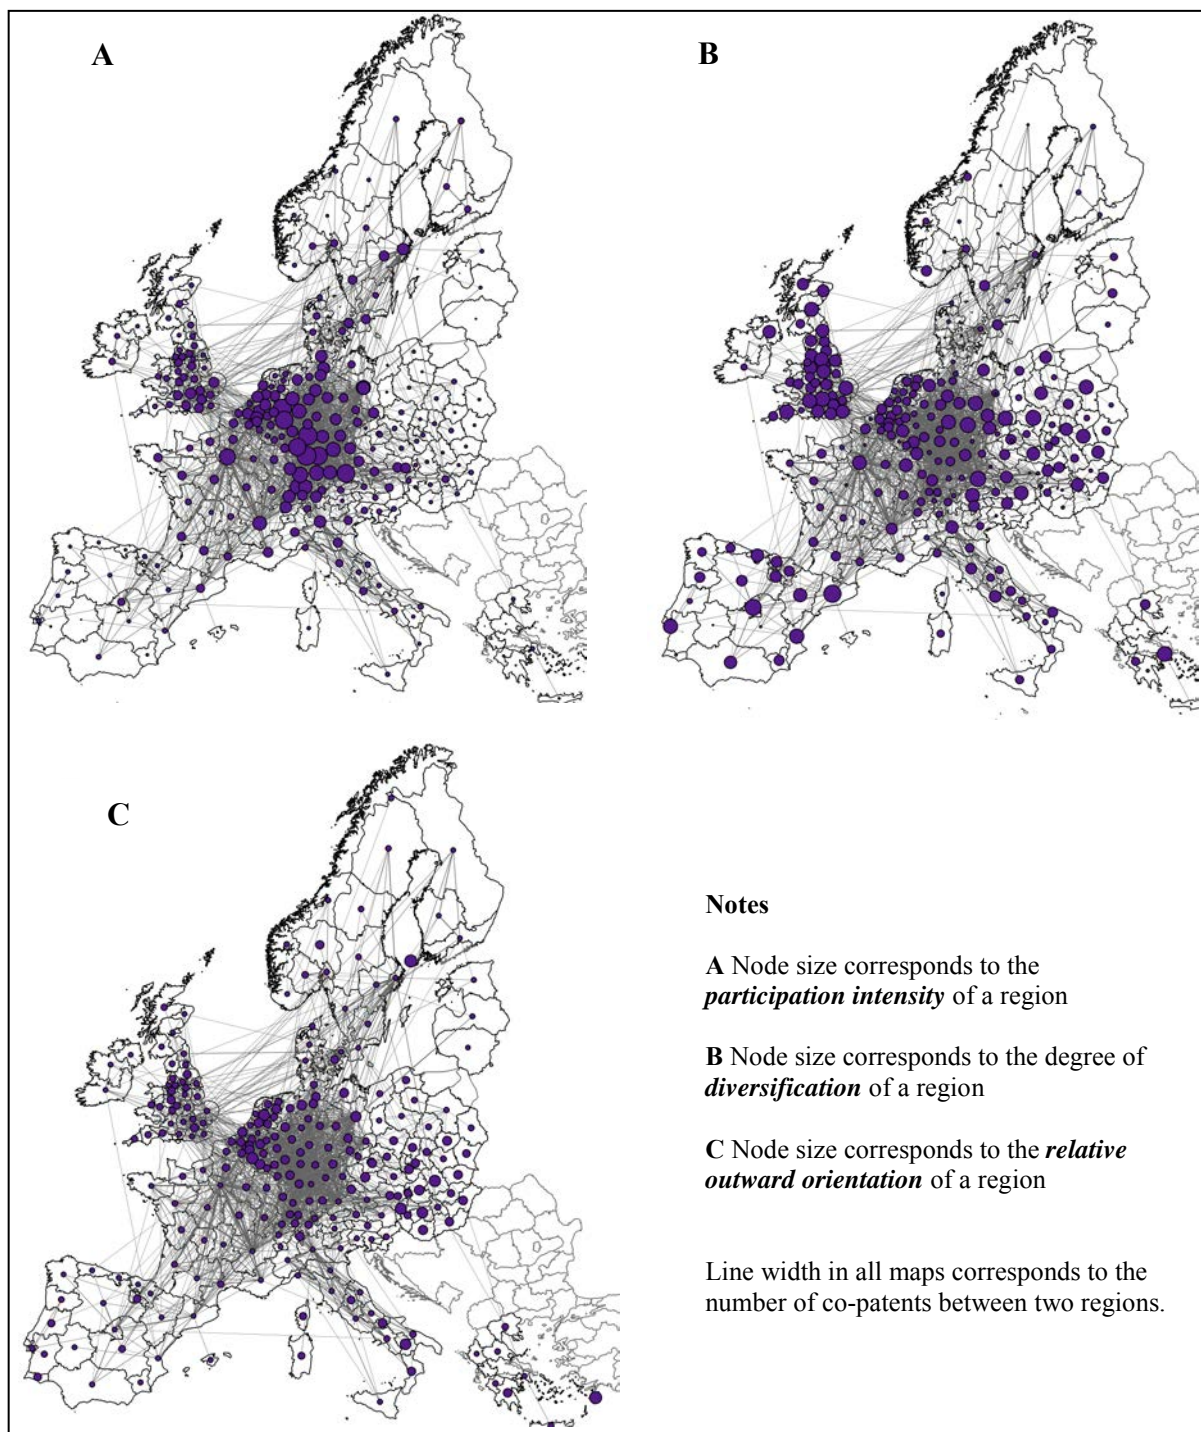 A
B
C
Notes
A Node size corresponds to the
participation intensity of a region
B Node size corresponds to the degree of
diversification of a region
C Node size corresponds to the relative
outward orientation of a region
Line width in all maps corresponds to the
number of co-patents between two regions.